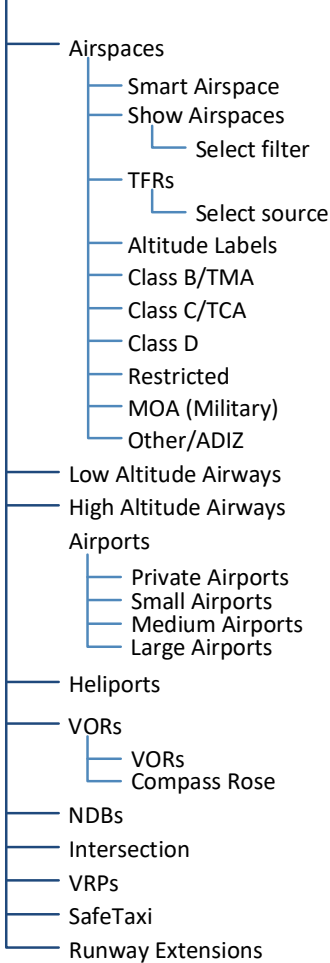 Airspaces
Smart Airspace
Show Airspaces
Select filter
TFRs
Select source
Altitude Labels
Class B/TMA
Class C/TCA
Class D
Restricted
MOA (Military)
Other/ADIZ
Low Altitude Airways
High Altitude Airways
Airports
Private Airports
Small Airports
Medium Airports
Large Airports
Heliports
VORs
VORs
Compass Rose
NDBs
Intersection
VRPs
SafeTaxi
Runway Extensions